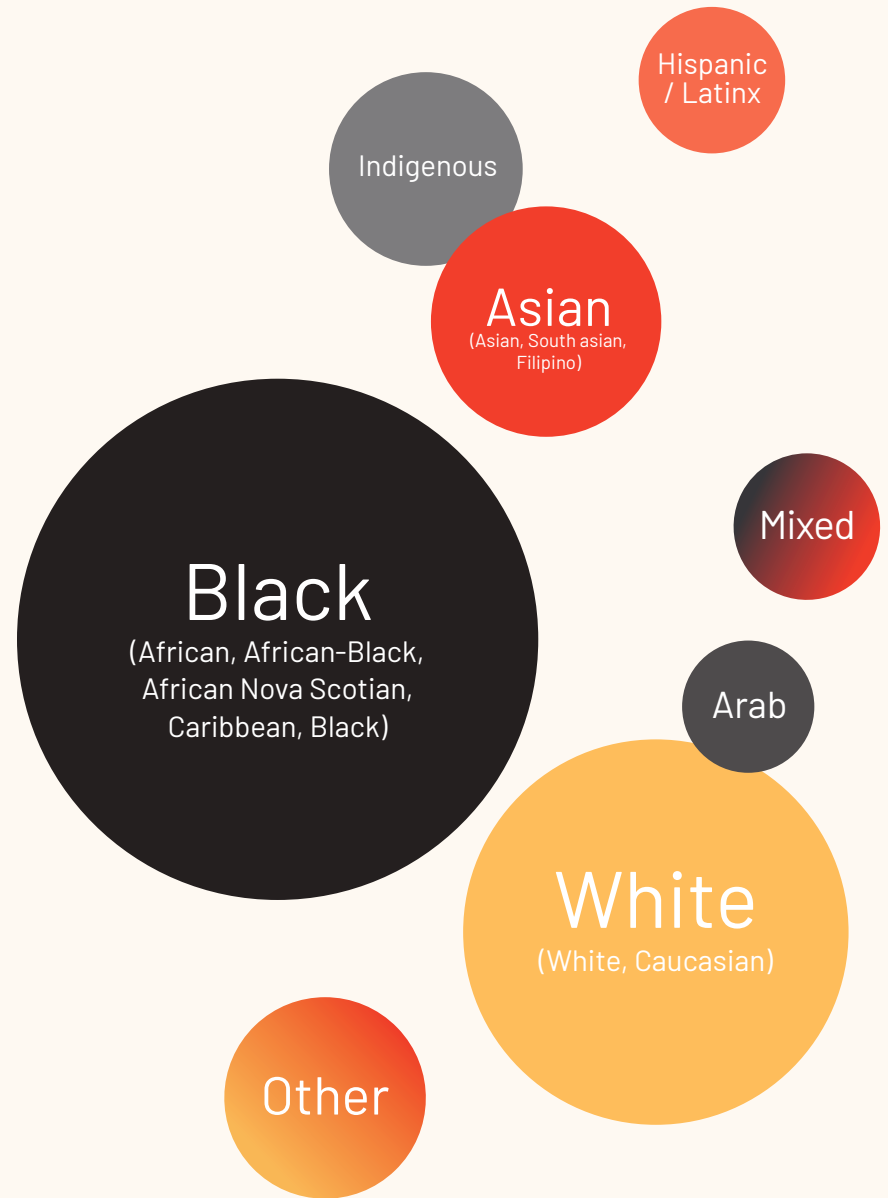 Hispanic
/ Latinx
Indigenous
Asian
(Asian, South asian,
Filipino)
Mixed
Black
(African, African-Black,
African Nova Scotian,
Caribbean, Black)
Arab
White
(White, Caucasian)
Other